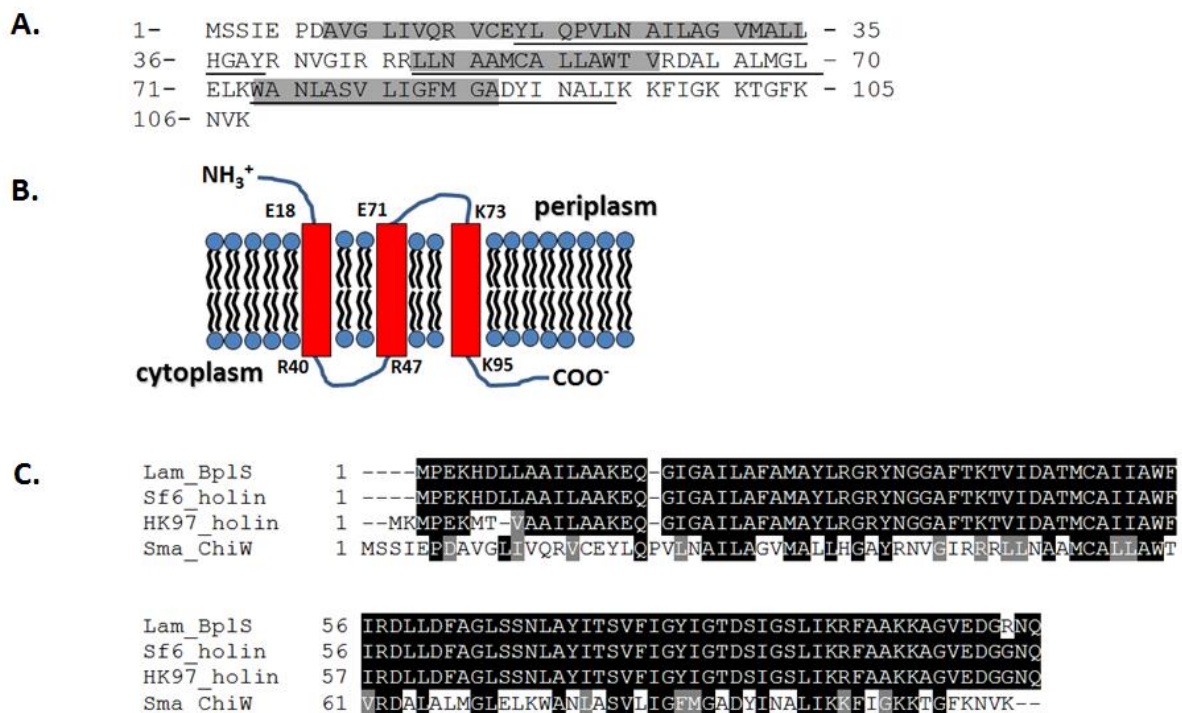 A.
1- MSSIE PDAVG LIVQR VCEYL QPVLN AILAG VMALL - 35
36- HGAYR NVGIR RRLLN AAMCA LLAWT VRDAL ALMGL - 70
71- ELKWA NLASV LIGFM GADYI NALIK KFIGK KTGFK - 105
106- NVK
B.
NH3+
E18 E71 K73 periplasm
cytoplasm R40 R47 K95 COO-
C.
Lam_BplS 1 ----MPEKHDLLAAILAAKEQ-GIGAILAFAMAYLRGRYNGGAFTKTVIDATMCAIIAWF
Sf6_holin 1 ----MPEKHDLLAAILAAKEQ-GIGAILAFAMAYLRGRYNGGAFTKTVIDATMCAIIAWF
HK97_holin 1 --MKMPEKMT-VAAILAAKEQ-GIGAILAFAMAYLRGRYNGGAFTKTVIDATMCAIIAWF
Sma_ChiW 1 MSSIEPDAVGLIVQRVCEYLQPVLNAILAGVMALLHGAYRNVGIRRRLLNAAMCALLAWT
Lam_BplS 56 IRDLLDFAGLSSNLAYITSVFIGYIGTDSIGSLIKRFAAKKAGVEDGRNQ
Sf6_holin 56 IRDLLDFAGLSSNLAYITSVFIGYIGTDSIGSLIKRFAAKKAGVEDGGNQ
HK97_holin 57 IRDLLDFAGLSSNLAYITSVFIGYIGTDSIGSLIKRFAAKKAGVEDGGNQ
Sma_ChiW 61 VRDALALMGLELKWANLASVLIGFMGADYINALIKKFIGKKTGFKNVK--